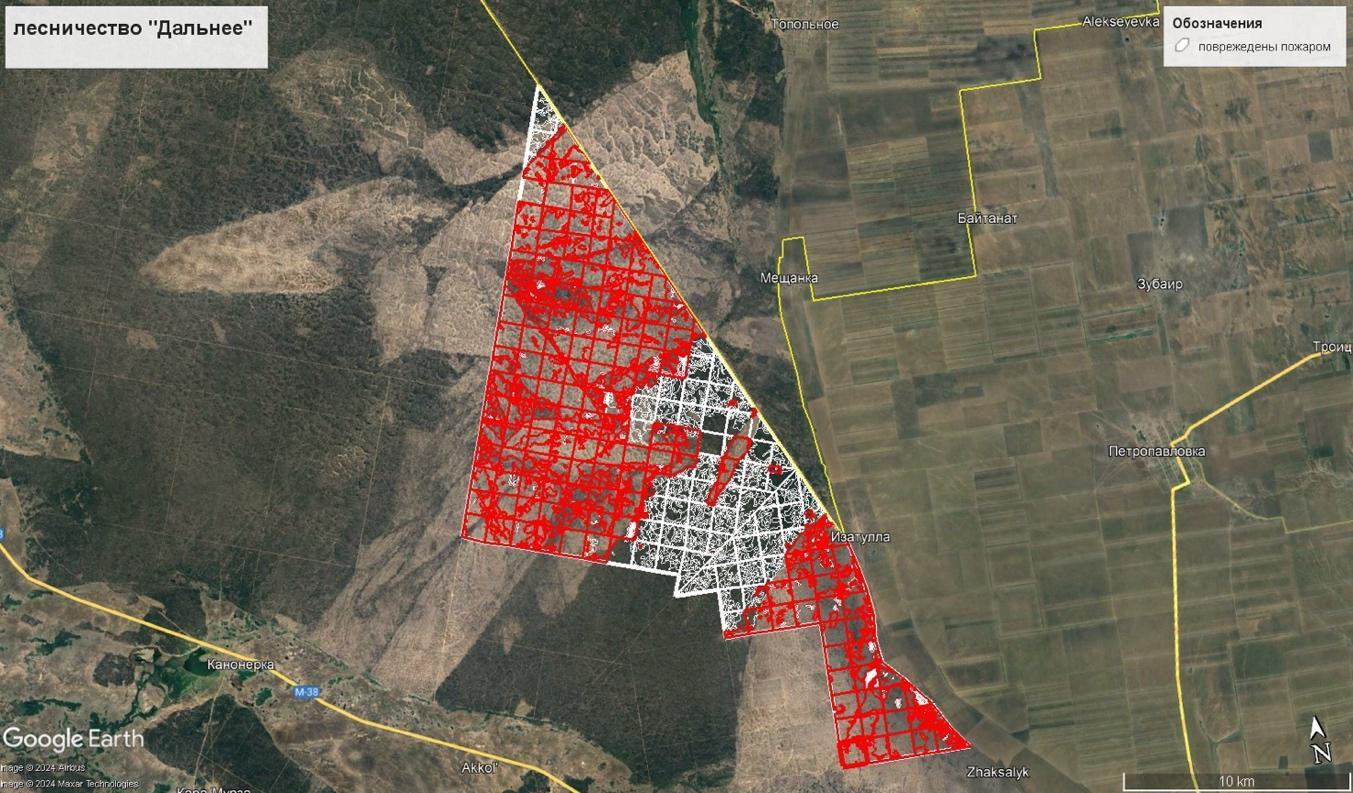 лесничество "Дальнее"
Топольное
Alekseyevka
Обозначения
поврежедены пожаром
Байтанат
Мещанка
Зубаир
Троиц
Петропавловка
Изатулла
Канонерка
М-38
Google Earth
Image © 2024 Airbus
Image © 2024 Maxar Technologies
Akkol'
Zhaksalyk
N
10 km